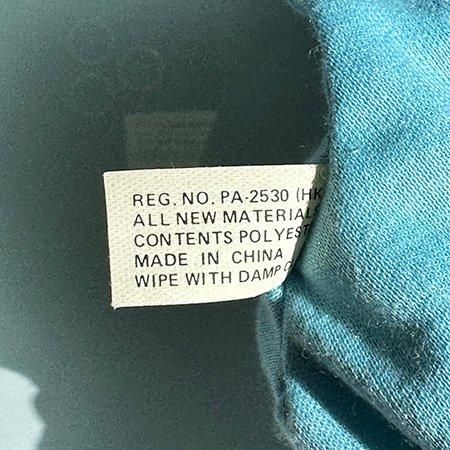 REG. NO. PA-2530 (HK
ALL NEW MATERIALS
CONTENTS POLYEST
MADE IN CHINA
WIPE WITH DAMP C